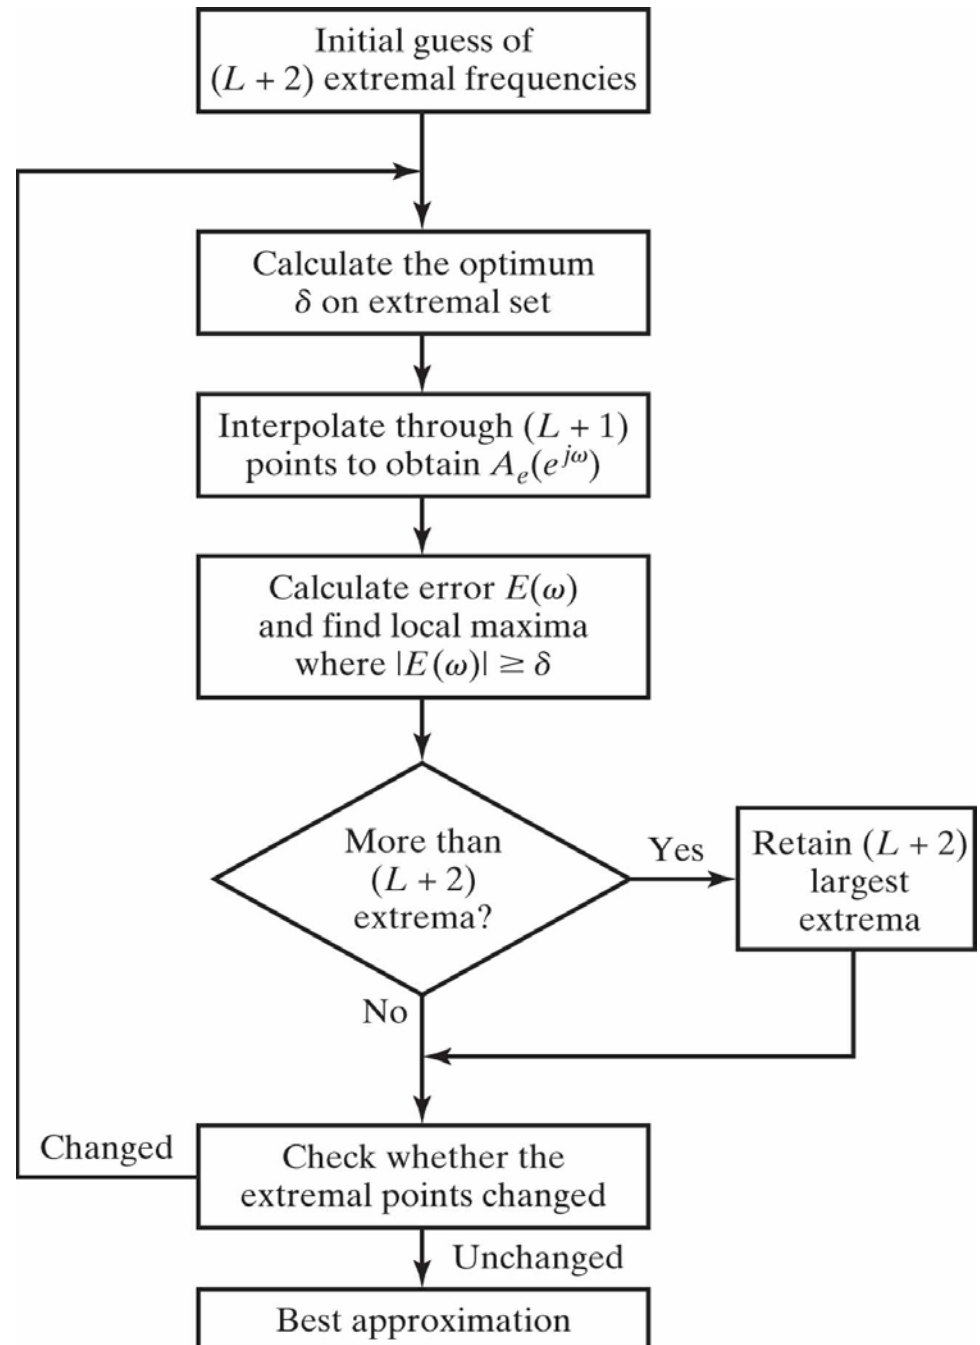 Initial guess of
(L + 2) extremal frequencies
Calculate the optimum
δ on extremal set
Interpolate through (L + 1)
points to obtain Aₑ(e^{jω})
Calculate error E(ω)
and find local maxima
where |E(ω)| ≥ δ
More than
(L + 2)
extrema?
Yes
Retain (L + 2)
largest
extrema
No
Changed
Check whether the
extremal points changed
Unchanged
Best approximation